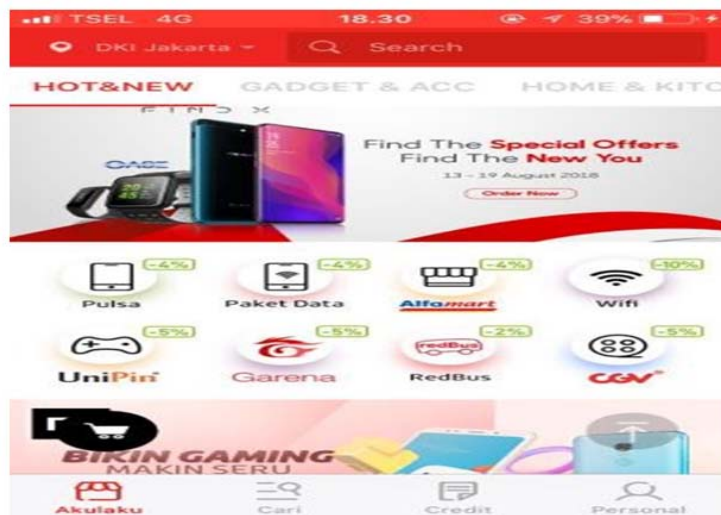 TSEL 4G 18.30 39%
DKI Jakarta Search
HOT&NEW GADGET & ACC HOME & KITC
FIND X
OASE
Find The Special Offers
Find The New You
13 - 19 August 2018
Order Now
-4% -4% -4% -10%
Pulsa Paket Data Alfamart Wifi
-5% -5% -2% -5%
redBus
UniPin Garena RedBus CGV
BIKIN GAMING
MAKIN SERU
Akulaku Cari Credit Personal